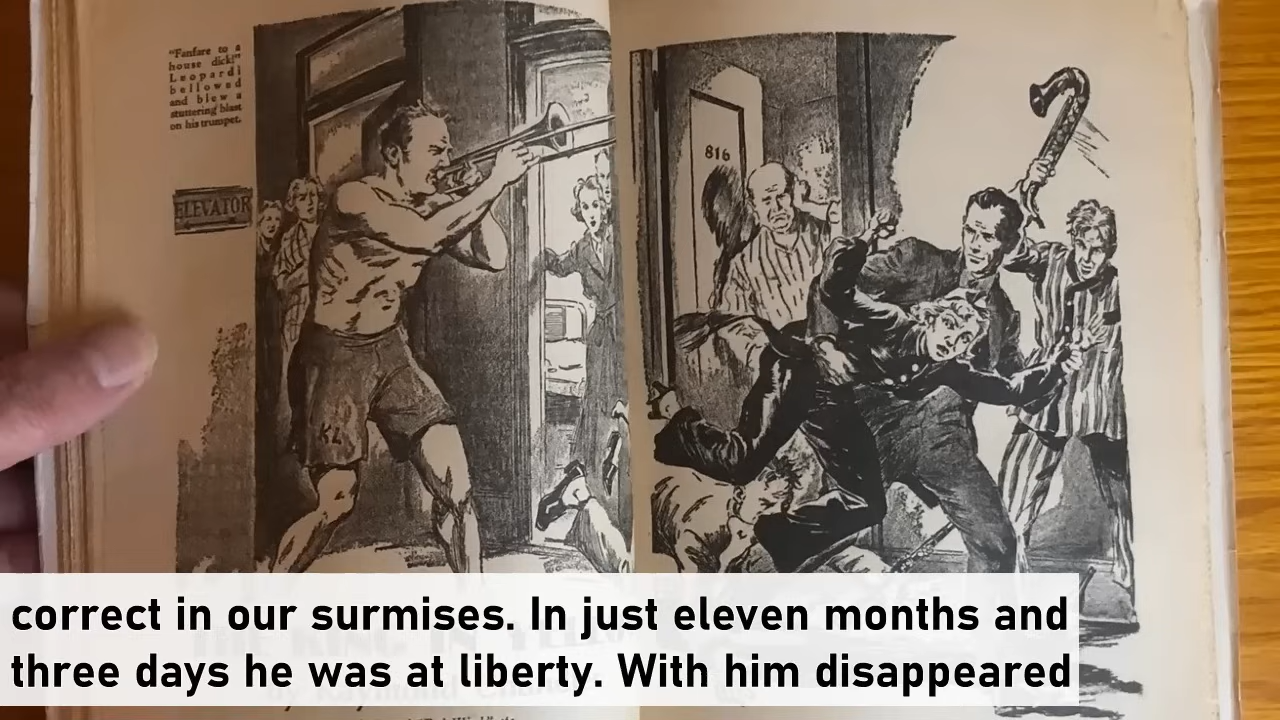 "Fanfare to a
house dick!"
Leopardi
bellowed
and blew a
stuttering blast
on his trumpet.
ELEVATOR
816
KL
correct in our surmises. In just eleven months and
three days he was at liberty. With him disappeared